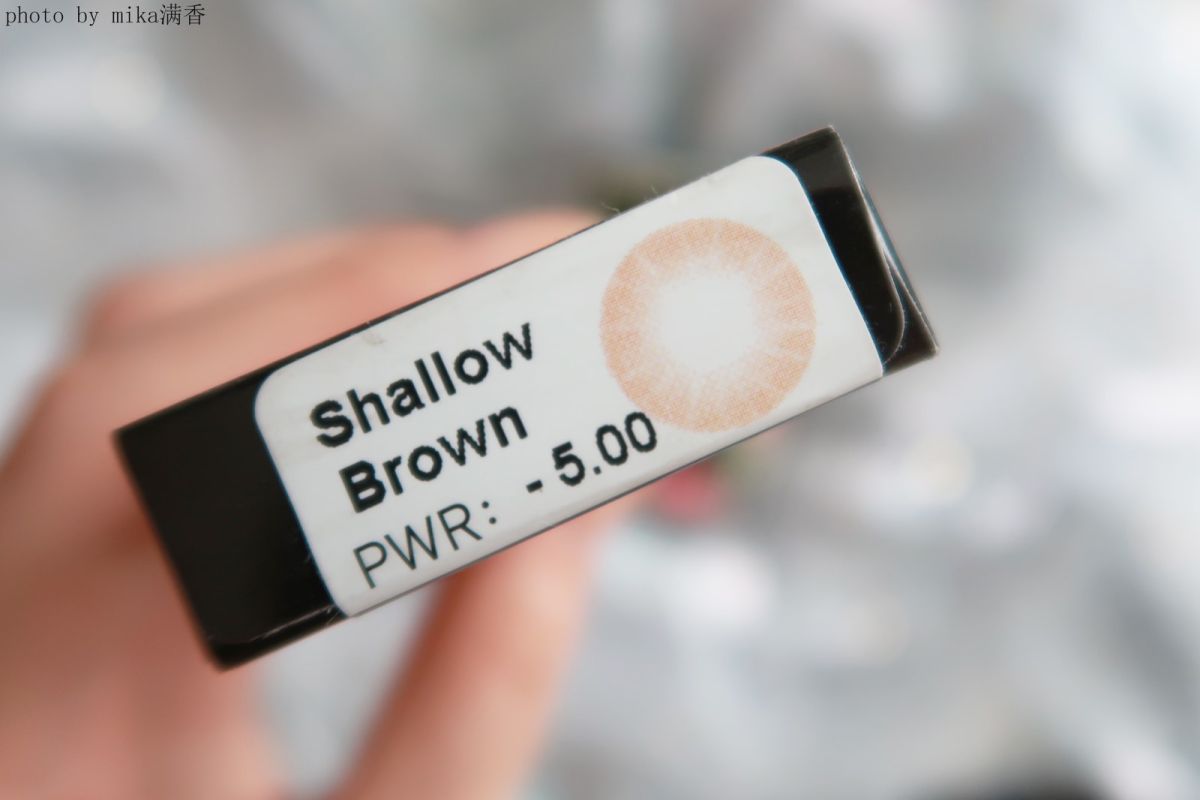 photo by mika满香
Shallow
Brown
PWR: - 5.00